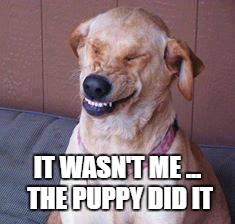 IT WASN'T ME ...
THE PUPPY DID IT